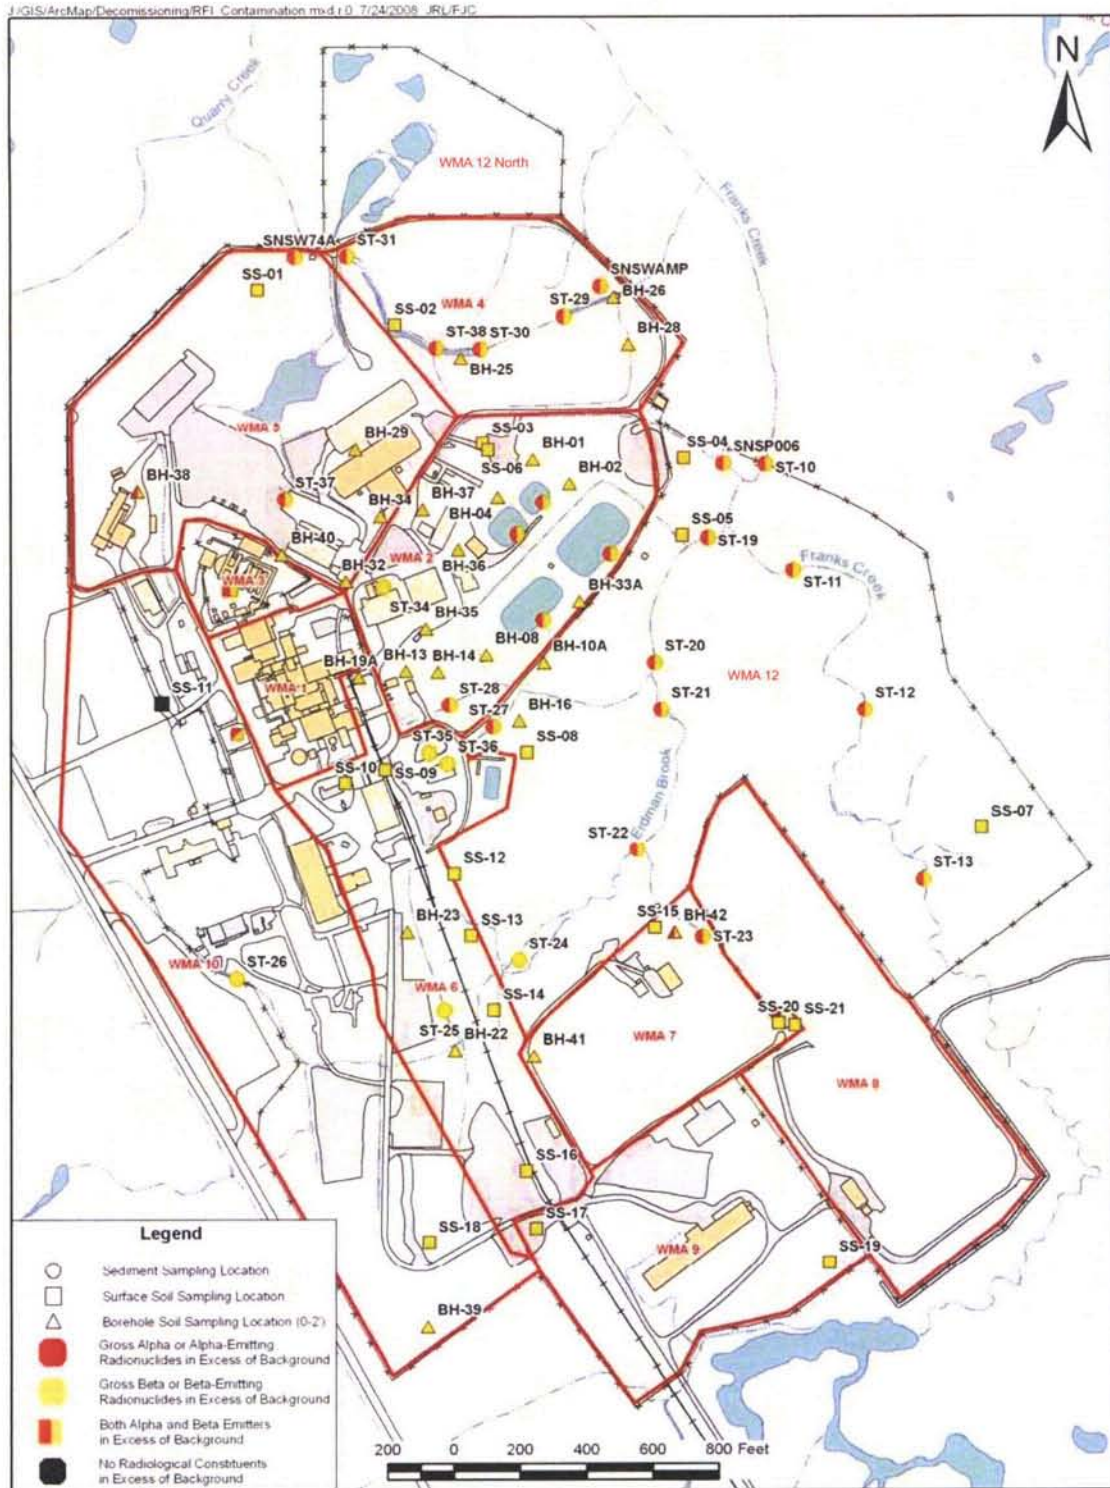 J:/GIS/ArcMap/Decomissioning/RFI_Contamination.mxd r.0 7/24/2008 JRL/FJC
N
Quarry Creek
WMA 12 North
Franks Creek
SNSW74A
ST-31
SS-01
SNSWAMP
BH-26
ST-29
WMA 4
SS-02
BH-28
ST-38
ST-30
BH-25
WMA 5
SS-03
BH-01
SS-04
SNSP006
BH-29
SS-06
BH-02
ST-10
BH-38
ST-37
BH-34
BH-37
BH-04
SS-05
BH-40
WMA 2
ST-19
BH-36
Franks Creek
WMA 3
BH-32
ST-11
ST-34
BH-33A
BH-35
BH-08
ST-20
BH-19A
BH-13
BH-14
BH-10A
WMA 12
SS-11
WMA 1
ST-28
ST-21
ST-12
ST-27
BH-16
ST-35
ST-36
SS-08
SS-10
SS-09
Erdman Brook
SS-07
ST-22
SS-12
ST-13
BH-23
SS-13
SS-15
BH-42
ST-23
ST-24
WMA 10
ST-26
WMA 6
SS-14
SS-20
SS-21
ST-25
BH-22
BH-41
WMA 7
WMA 8
SS-16
SS-17
SS-18
WMA 9
SS-19
BH-39
Legend
Sediment Sampling Location
Surface Soil Sampling Location
Borehole Soil Sampling Location (0-2')
Gross Alpha or Alpha-Emitting
Radionuclides in Excess of Background
Gross Beta or Beta-Emitting
Radionuclides in Excess of Background
Both Alpha and Beta Emitters
in Excess of Background
No Radiological Constituents
in Excess of Background
200 0 200 400 600 800 Feet